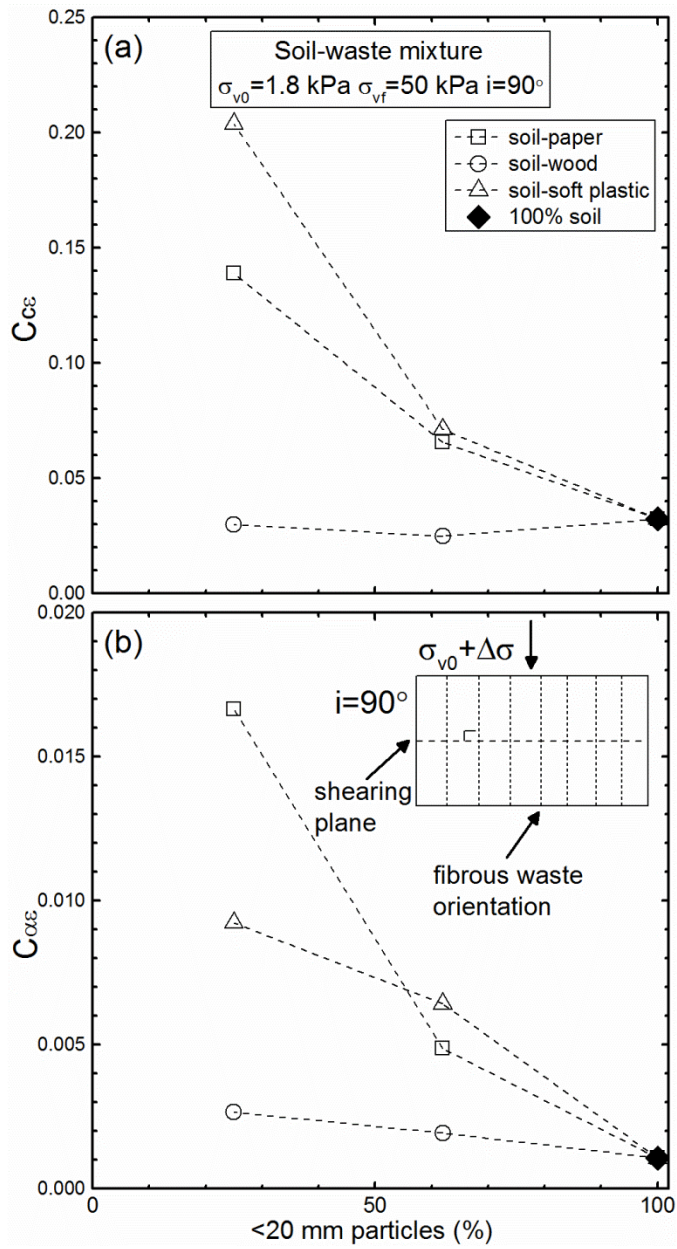 (a)
Soil-waste mixture
σv0=1.8 kPa σvf=50 kPa i=90°
soil-paper
soil-wood
soil-soft plastic
100% soil
0.25
0.20
0.15
0.10
0.05
0.00
Ccε
(b)
σv0+Δσ
i=90°
shearing
plane
fibrous waste
orientation
0.020
0.015
0.010
0.005
0.000
Cαε
0
50
100
<20 mm particles (%)